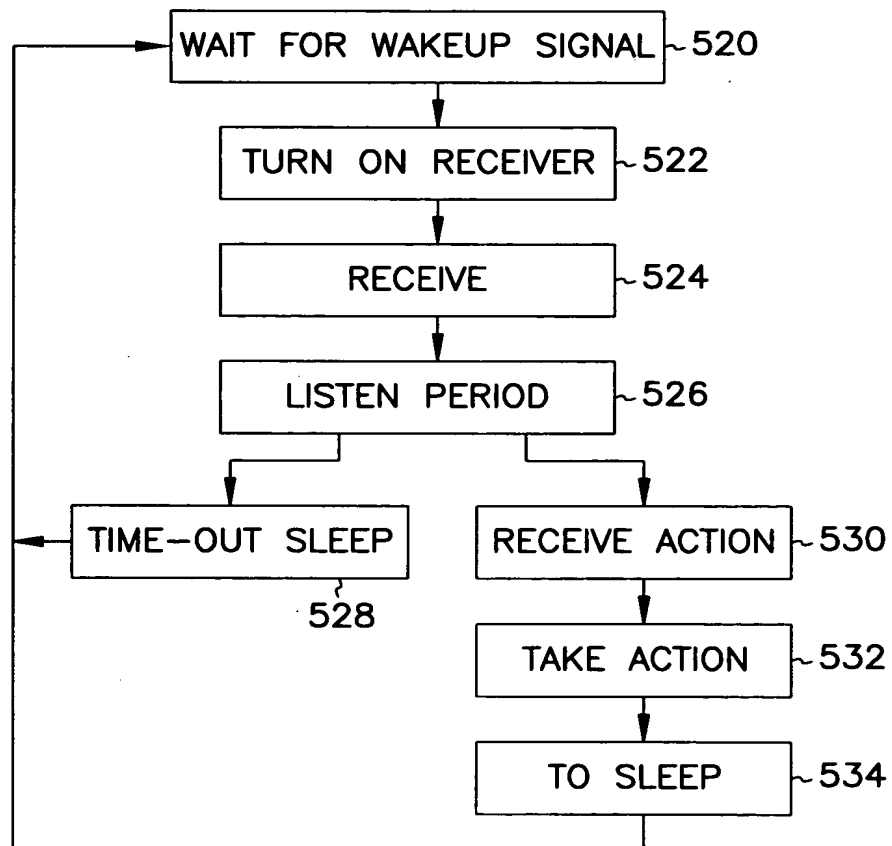 WAIT FOR WAKEUP SIGNAL 520
TURN ON RECEIVER 522
RECEIVE 524
LISTEN PERIOD 526
TIME-OUT SLEEP
528
RECEIVE ACTION 530
TAKE ACTION 532
TO SLEEP 534